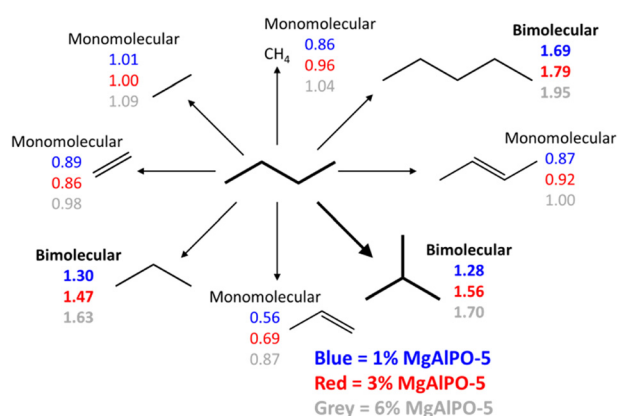 Monomolecular
1.01
1.00
1.09
Monomolecular
CH₄
0.86
0.96
1.04
Bimolecular
1.69
1.79
1.95
Monomolecular
0.89
0.86
0.98
Monomolecular
0.87
0.92
1.00
Bimolecular
1.30
1.47
1.63
Monomolecular
0.56
0.69
0.87
Bimolecular
1.28
1.56
1.70
Blue = 1% MgAlPO-5
Red = 3% MgAlPO-5
Grey = 6% MgAlPO-5